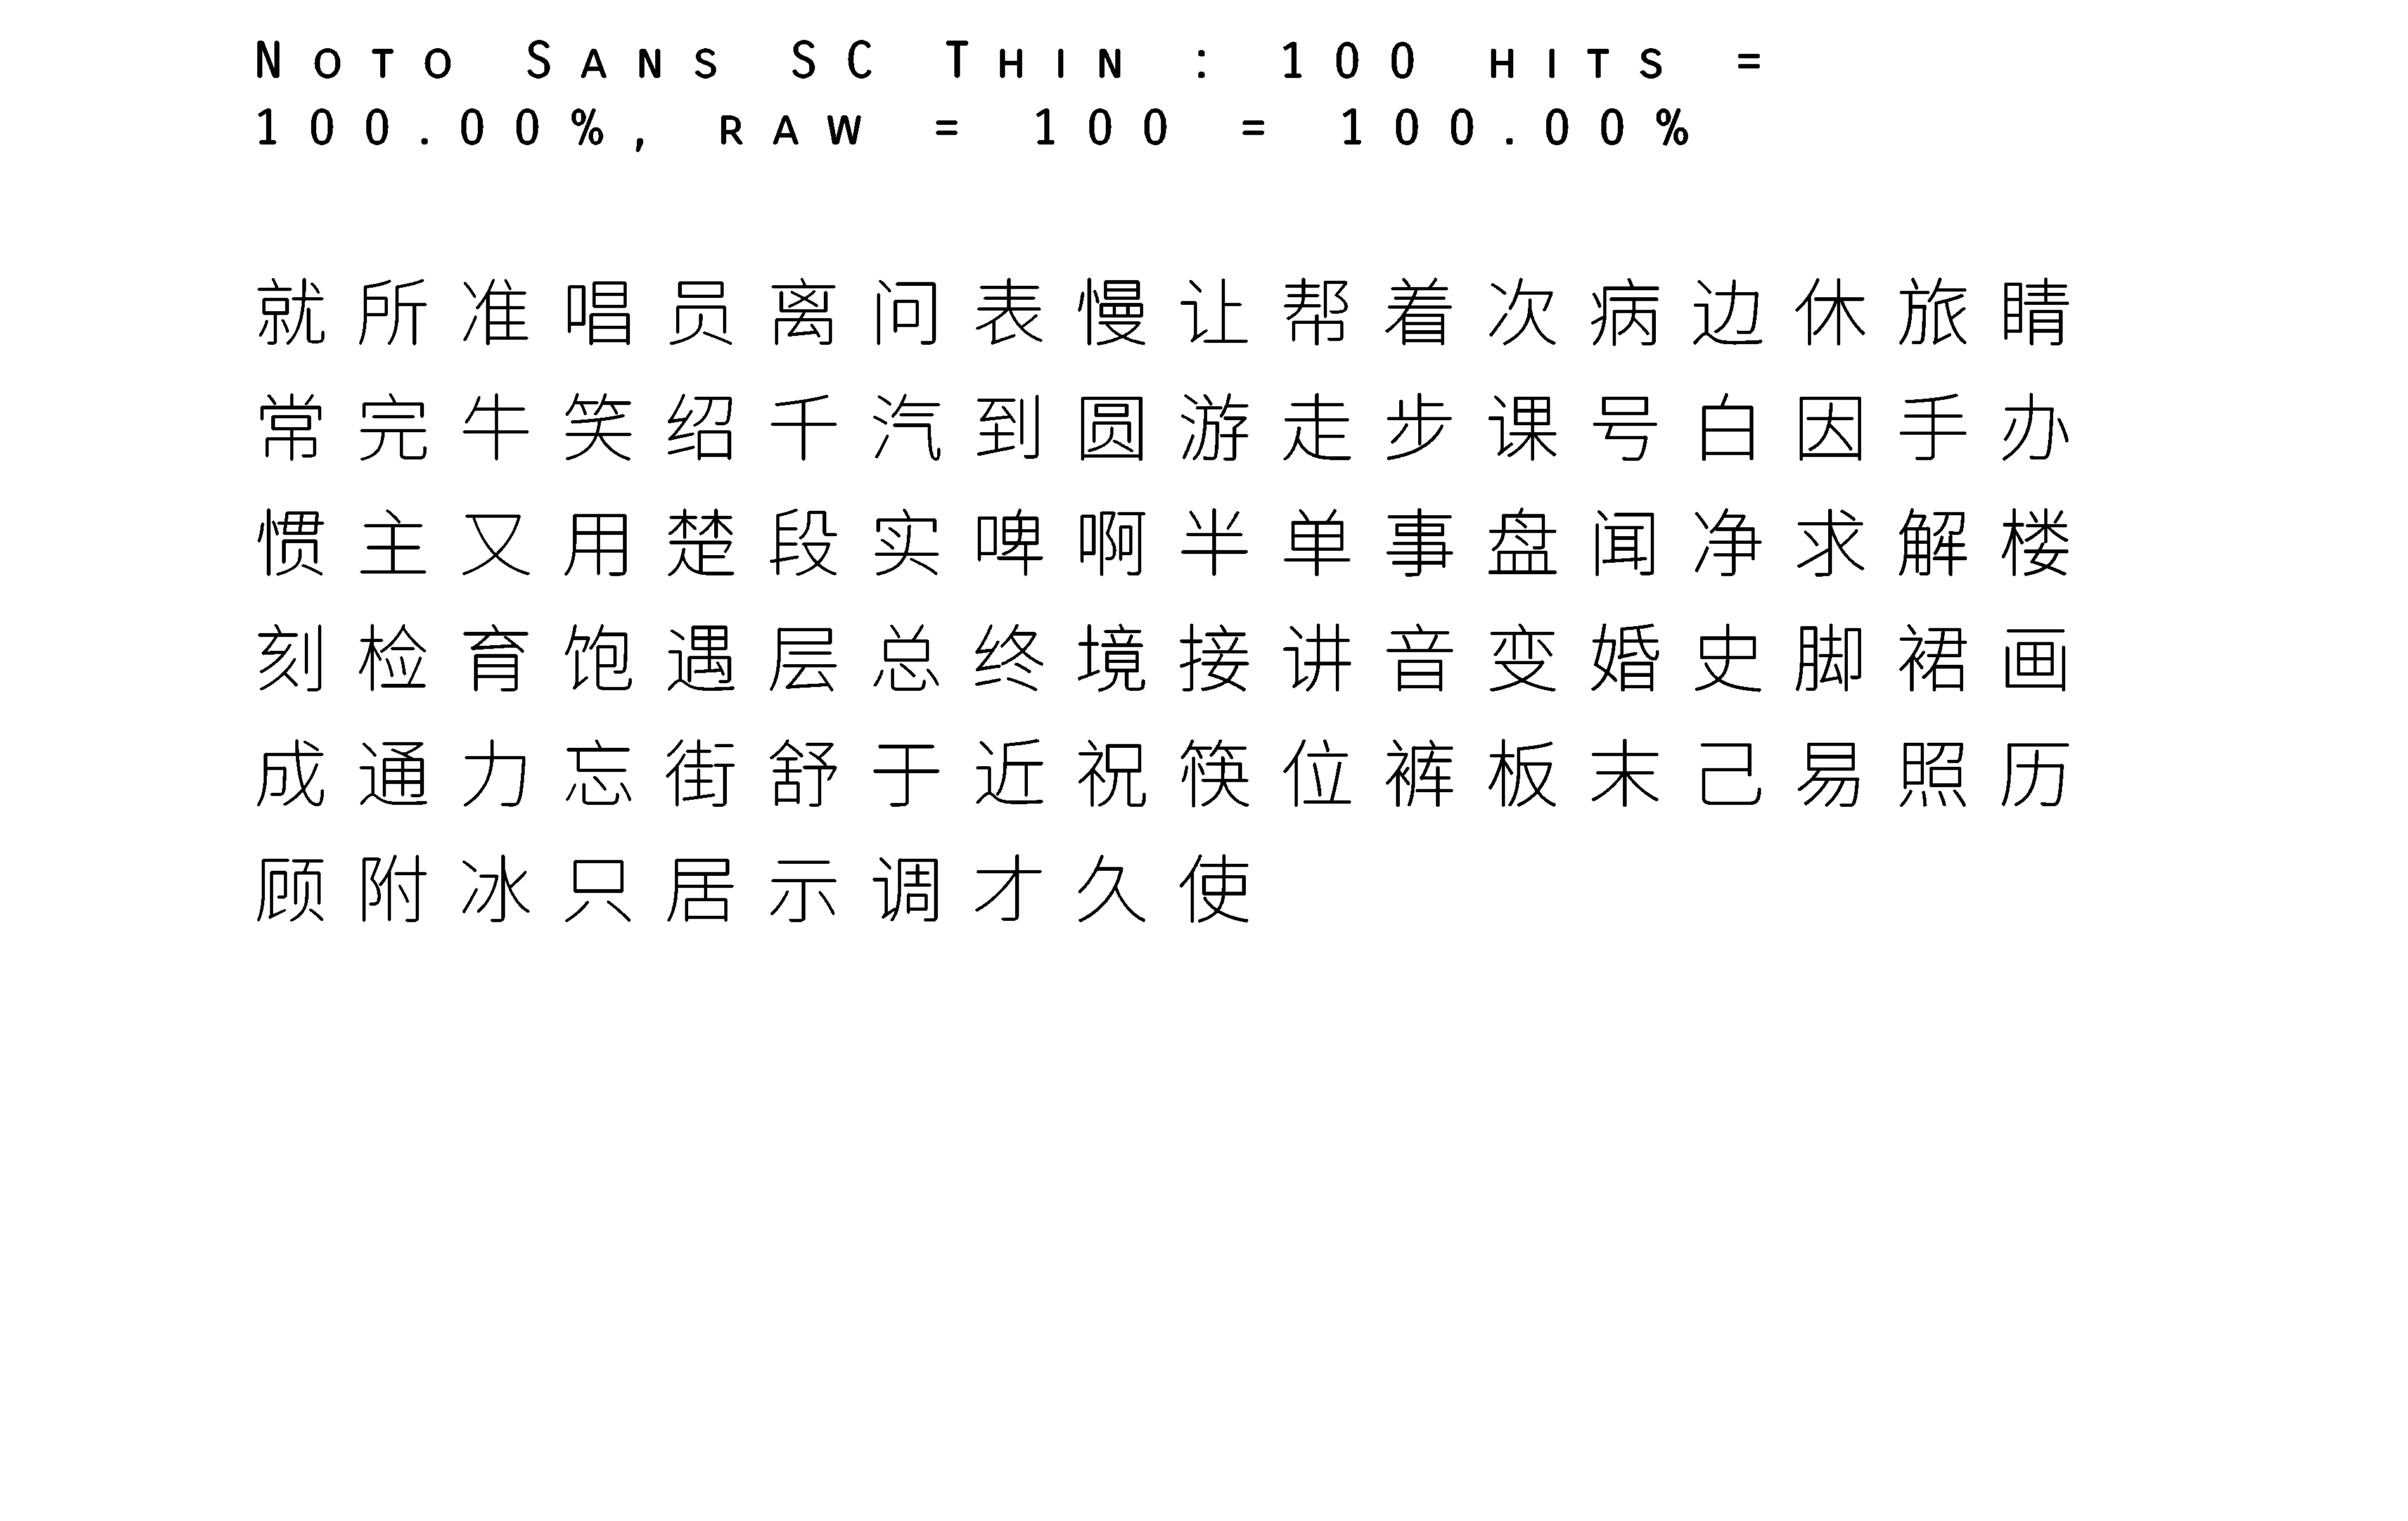 Noto Sans SC Thin : 100 hits =
100.00%, raw = 100 = 100.00%
就所准唱员离问表慢让帮着次病边休旅睛
常完牛笑绍千汽到圆游走步课号白因手办
惯主又用楚段实啤啊半单事盘闻净求解楼
刻检育饱遇层总终境接讲音变婚史脚裙画
成通力忘街舒于近祝筷位裤板末己易照历
顾附冰只居示调才久使